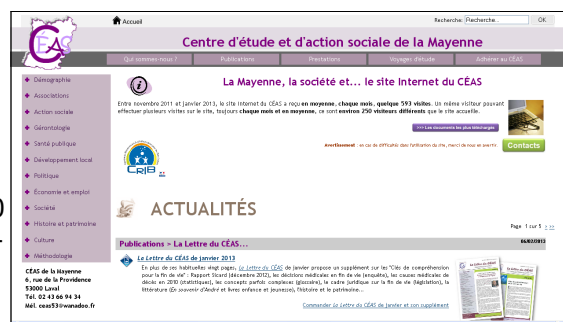 Accueil
Recherche: Recherche... OK
CÉAS
Centre d'étude et d'action sociale de la Mayenne
Qui sommes-nous ? Publications Prestations Voyages d'étude Adhérer au CÉAS
Démographie
Associations
Action sociale
Gérontologie
Santé publique
Développement local
Politique
Économie et emploi
Société
Histoire et patrimoine
Culture
Méthodologie
CÉAS de la Mayenne
6, rue de la Providence
53000 Laval
Tél. 02 43 66 94 34
Mél. ceas53@wanadoo.fr
La Mayenne, la société et... le site Internet du CÉAS
Entre novembre 2011 et janvier 2013, le site Internet du CÉAS a reçu en moyenne, chaque mois, quelque 593 visites. Un même visiteur pouvant
effectuer plusieurs visites sur le site, toujours chaque mois et en moyenne, ce sont environ 250 visiteurs différents que le site accueille.
>>> Les documents les plus téléchargés
Avertissement : en cas de difficultés dans l'utilisation du site, merci de nous en avertir.
Contacts
CRIB
ACTUALITÉS
Page 1 sur 5 > >>
Publications > La Lettre du CÉAS...
06/02/2013
La Lettre du CÉAS de janvier 2013
En plus de ses habituelles vingt pages, La Lettre du CÉAS de janvier propose un supplément sur les "Clés de compréhension
pour la fin de vie" : Rapport Sicard (décembre 2012), les décisions médicales en fin de vie (enquête), les causes médicales de
décès en 2010 (statistiques), les concepts parfois complexes (glossaire), le cadre juridique sur la fin de vie (législation), la
littérature (En souvenir d'André et livres enfance et jeunesse), l'histoire et le patrimoine...
Commander La Lettre du CÉAS de janvier et son supplément